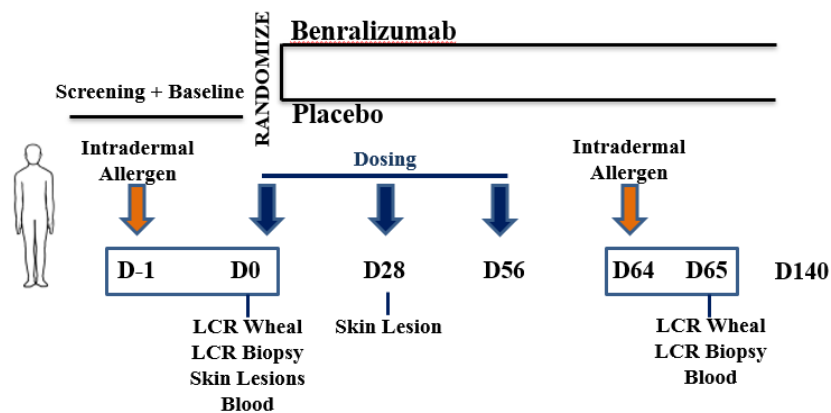 Benralizumab
RANDOMIZE
Placebo
Screening + Baseline
Intradermal
Allergen
Dosing
Intradermal
Allergen
D-1
D0
D28
D56
D64
D65
D140
LCR Wheal
LCR Biopsy
Skin Lesions
Blood
Skin Lesion
LCR Wheal
LCR Biopsy
Blood